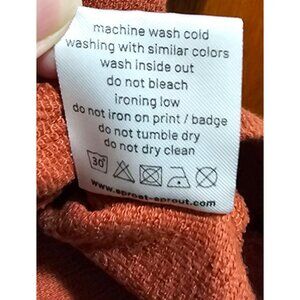 machine wash cold
washing with similar colors
wash inside out
do not bleach
ironing low
do not iron on print / badge
do not tumble dry
do not dry clean
30°
www.sproet-sprout.com